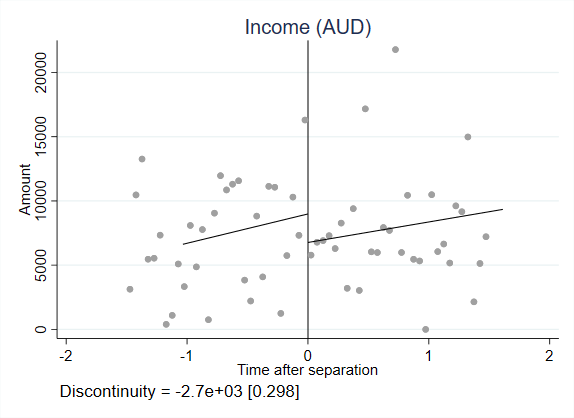 Income (AUD)
20000
15000
10000
5000
0
Amount
-2
-1
0
1
2
Time after separation
Discontinuity = -2.7e+03 [0.298]